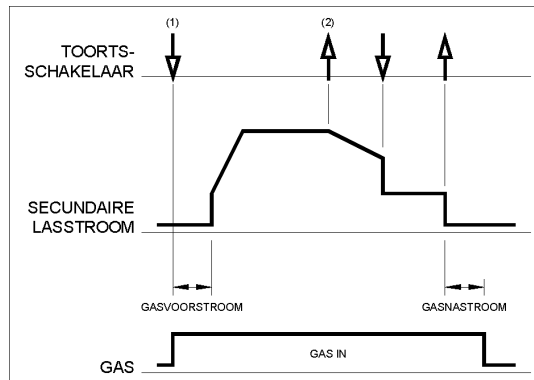 (1)
(2)
TOORTS-
SCHAKELAAR
SECUNDAIRE
LASSTROOM
GASVOORSTROOM
GASNASTROOM
GAS IN
GAS